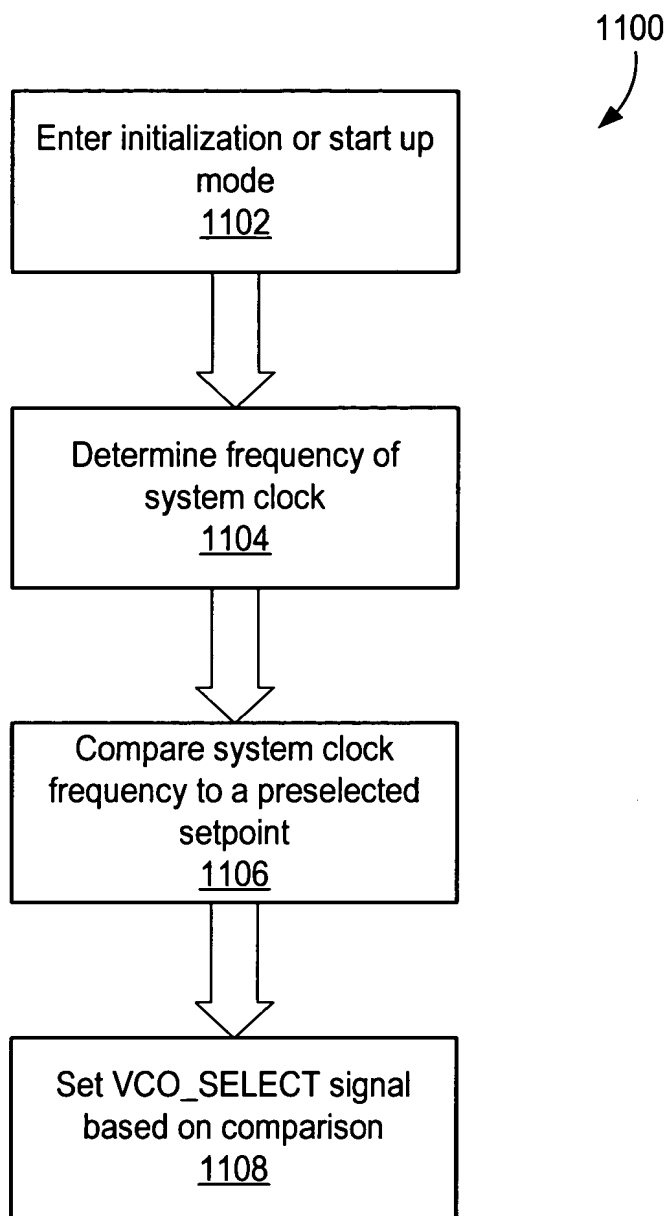 1100
Enter initialization or start up
mode
1102
Determine frequency of
system clock
1104
Compare system clock
frequency to a preselected
setpoint
1106
Set VCO_SELECT signal
based on comparison
1108